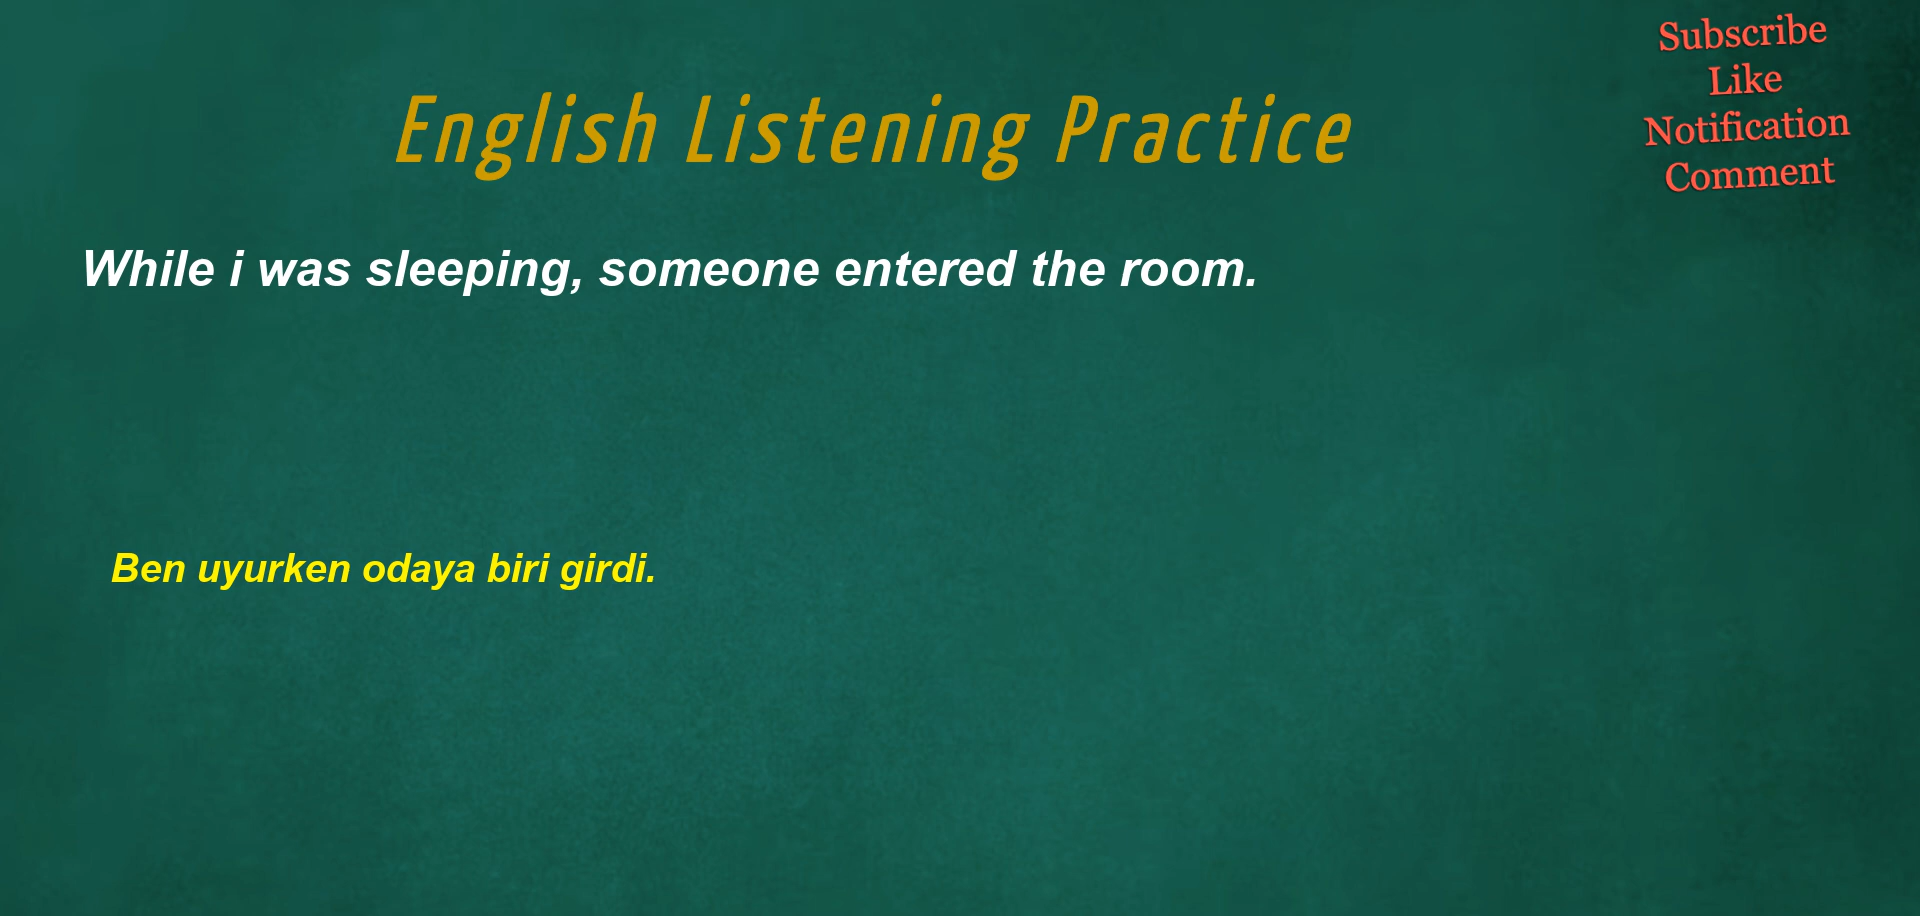 English Listening Practice
Subscribe
Like
Notification
Comment
While i was sleeping, someone entered the room.
Ben uyurken odaya biri girdi.